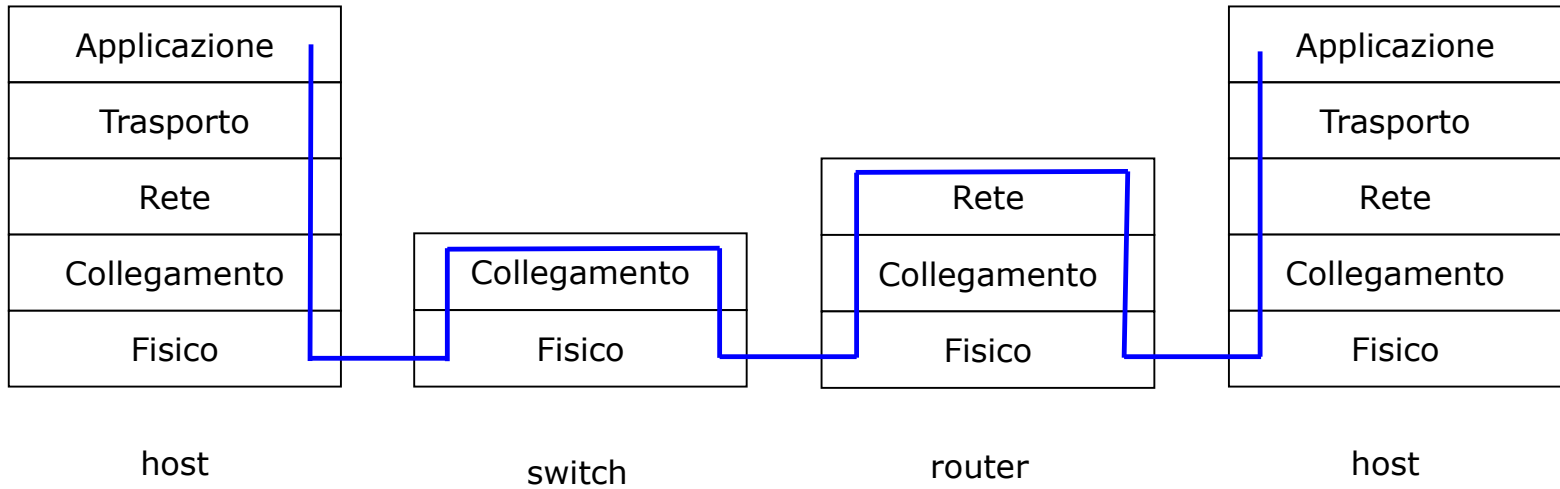 Applicazione
Trasporto
Rete
Collegamento
Fisico
host
Collegamento
Fisico
switch
Rete
Collegamento
Fisico
router
Applicazione
Trasporto
Rete
Collegamento
Fisico
host